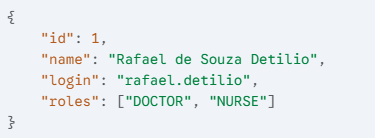 {
    "id": 1,
    "name": "Rafael de Souza Detilio",
    "login": "rafael.detilio",
    "roles": ["DOCTOR", "NURSE"]
}